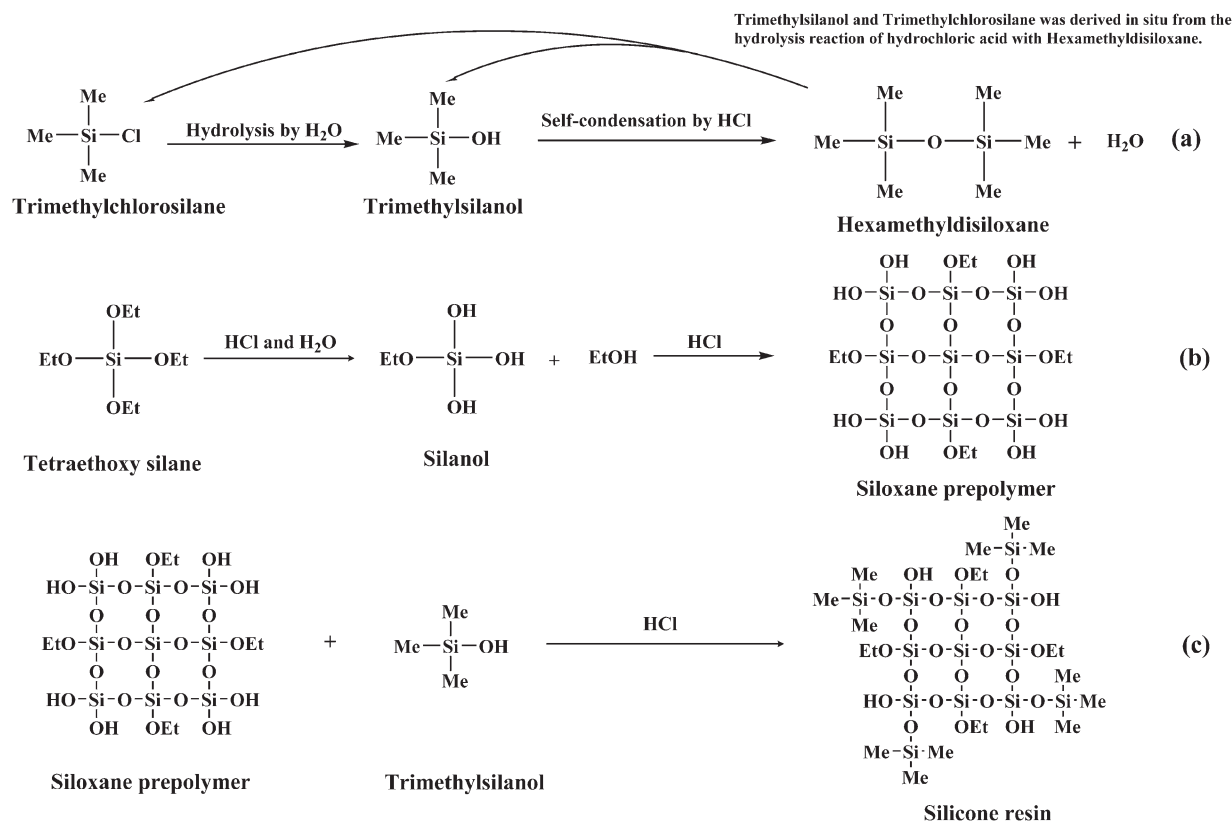 Trimethylsilanol and Trimethylchlorosilane was derived in situ from the
hydrolysis reaction of hydrochloric acid with Hexamethyldisiloxane.
Me Me Me Me
Me Si Cl Hydrolysis by H₂O Me Si OH Self-condensation by HCl Me Si O Si Me + H₂O (a)
Me Me Me Me
Trimethylchlorosilane Trimethylsilanol Hexamethyldisiloxane
OH OEt OH
HO Si O Si O Si OH
OEt OH O O O
EtO Si OEt HCl and H₂O EtO Si OH + EtOH HCl EtO Si O Si O Si OEt (b)
OEt OH O O O
HO Si O Si O Si OH
OH OEt OH
Tetraethoxy silane Silanol Siloxane prepolymer
Me
OH OEt OH Me Si Me
HO Si O Si O Si OH Me OH OEt O
O O O Me Me Si O Si O Si O Si OH
EtO Si O Si O Si OEt + Me Si OH HCl Me O O O
O O O Me EtO Si O Si O Si OEt (c)
HO Si O Si O Si OH O O O Me
OH OEt OH HO Si O Si O Si O Si Me
O OEt OH Me
Me Si Me
Me
Siloxane prepolymer Trimethylsilanol
Silicone resin